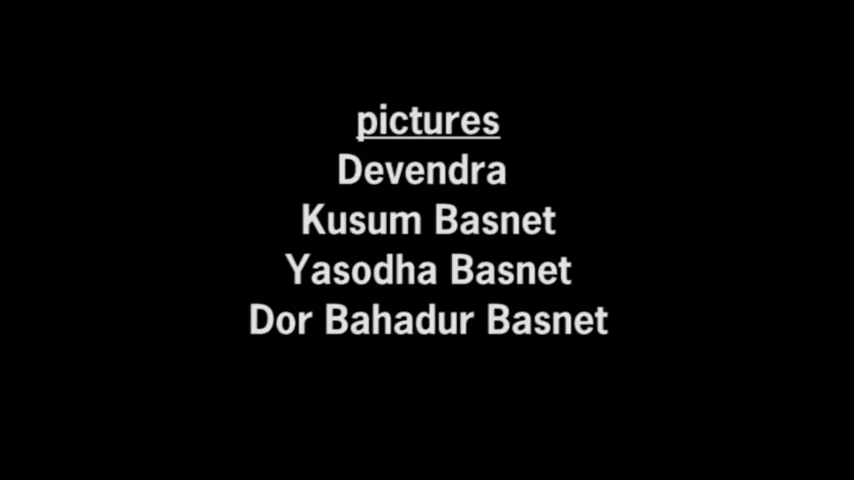 pictures
Devendra
Kusum Basnet
Yasodha Basnet
Dor Bahadur Basnet